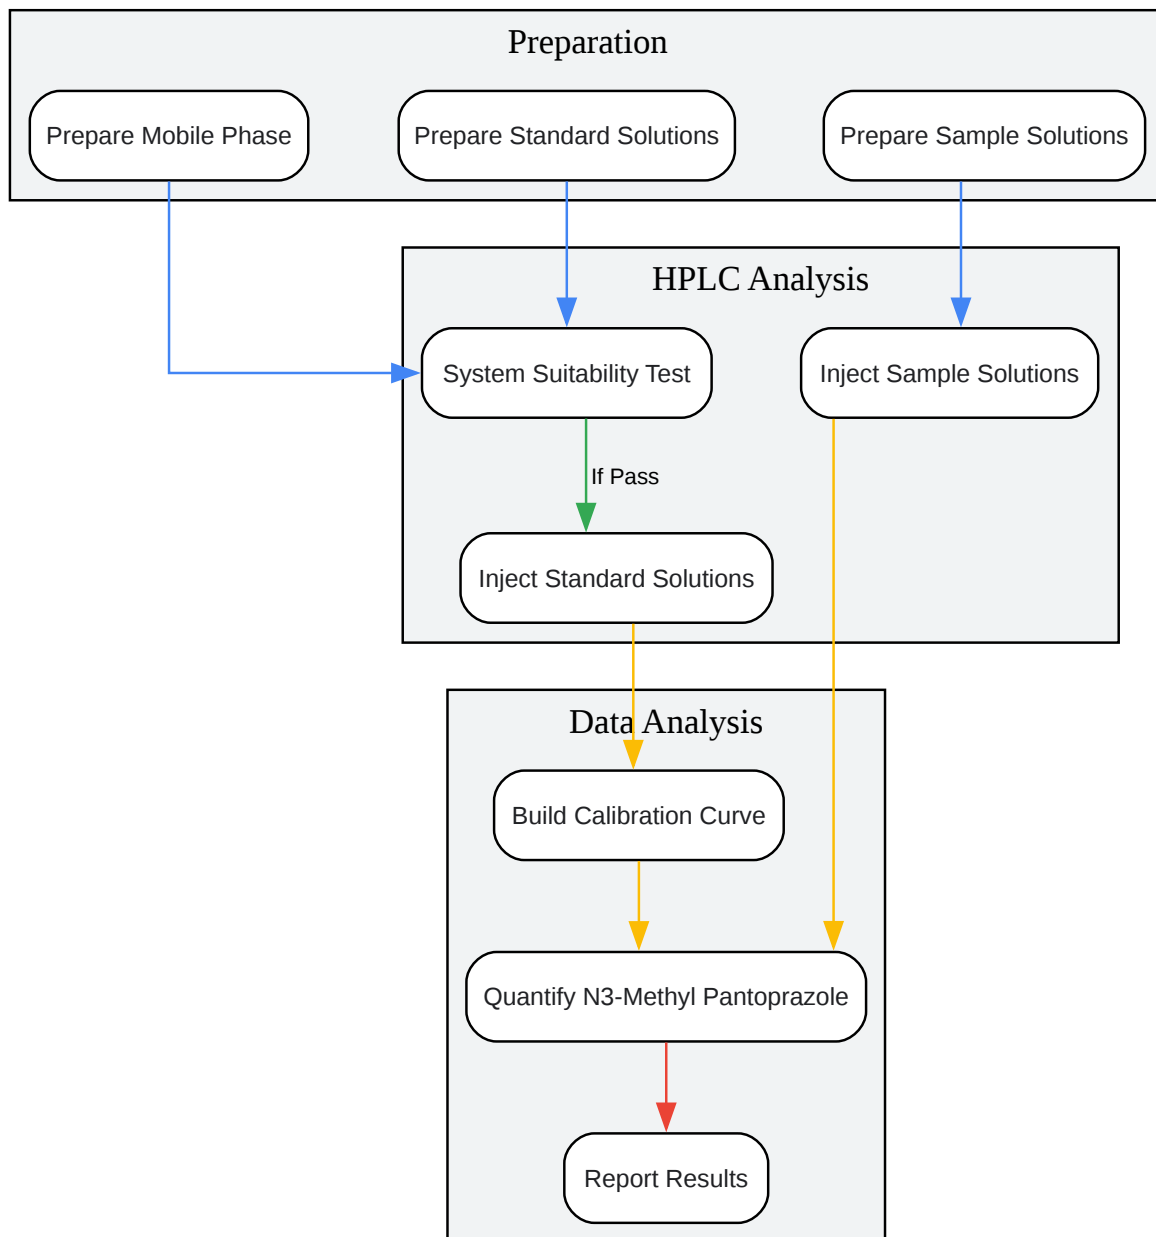 Preparation
Prepare Mobile Phase
Prepare Standard Solutions
Prepare Sample Solutions
HPLC Analysis
System Suitability Test
Inject Sample Solutions
If Pass
Inject Standard Solutions
Data Analysis
Build Calibration Curve
Quantify N3-Methyl Pantoprazole
Report Results